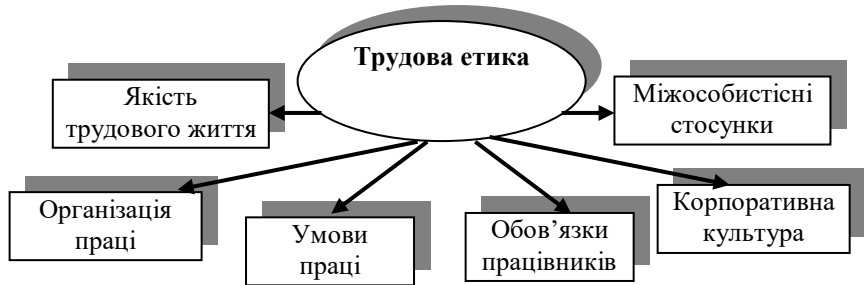 Трудова етика
Якість
трудового життя
Міжособистісні
стосунки
Організація
праці
Умови
праці
Обов’язки
працівників
Корпоративна
культура